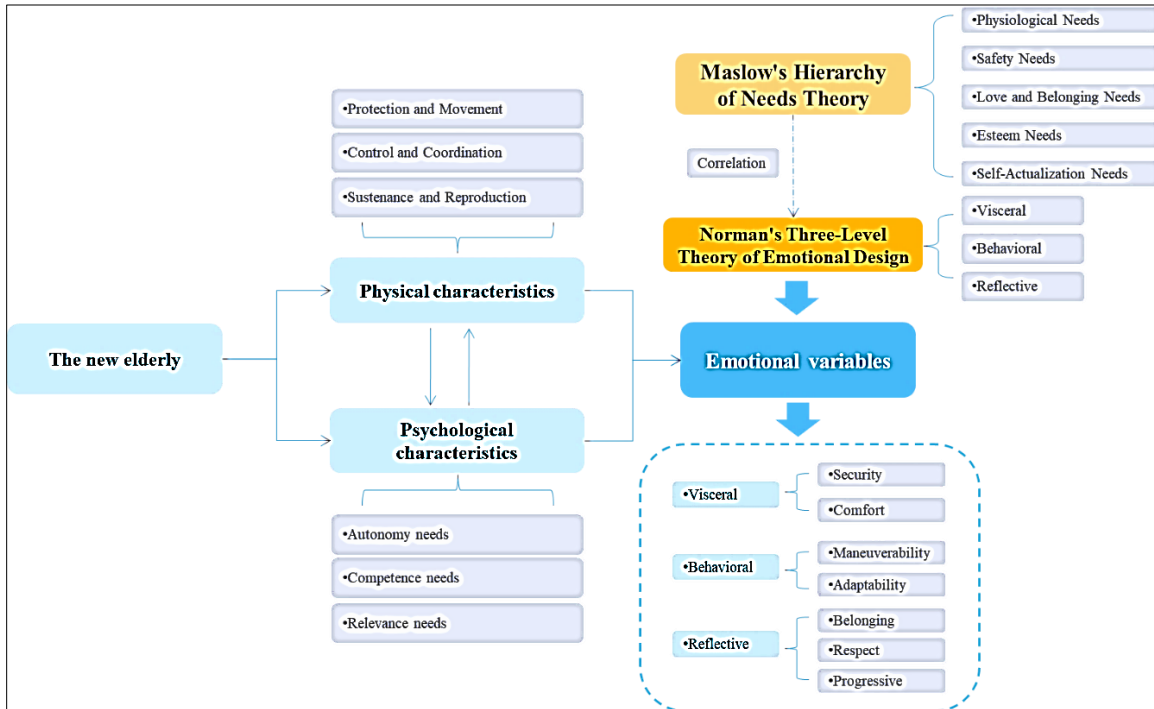 The new elderly
•Protection and Movement
•Control and Coordination
•Sustenance and Reproduction
Physical characteristics
Psychological
characteristics
•Autonomy needs
•Competence needs
•Relevance needs
Maslow's Hierarchy
of Needs Theory
•Physiological Needs
•Safety Needs
•Love and Belonging Needs
•Esteem Needs
•Self-Actualization Needs
Correlation
Norman's Three-Level
Theory of Emotional Design
•Visceral
•Behavioral
•Reflective
Emotional variables
•Visceral
•Security
•Comfort
•Behavioral
•Maneuverability
•Adaptability
•Reflective
•Belonging
•Respect
•Progressive